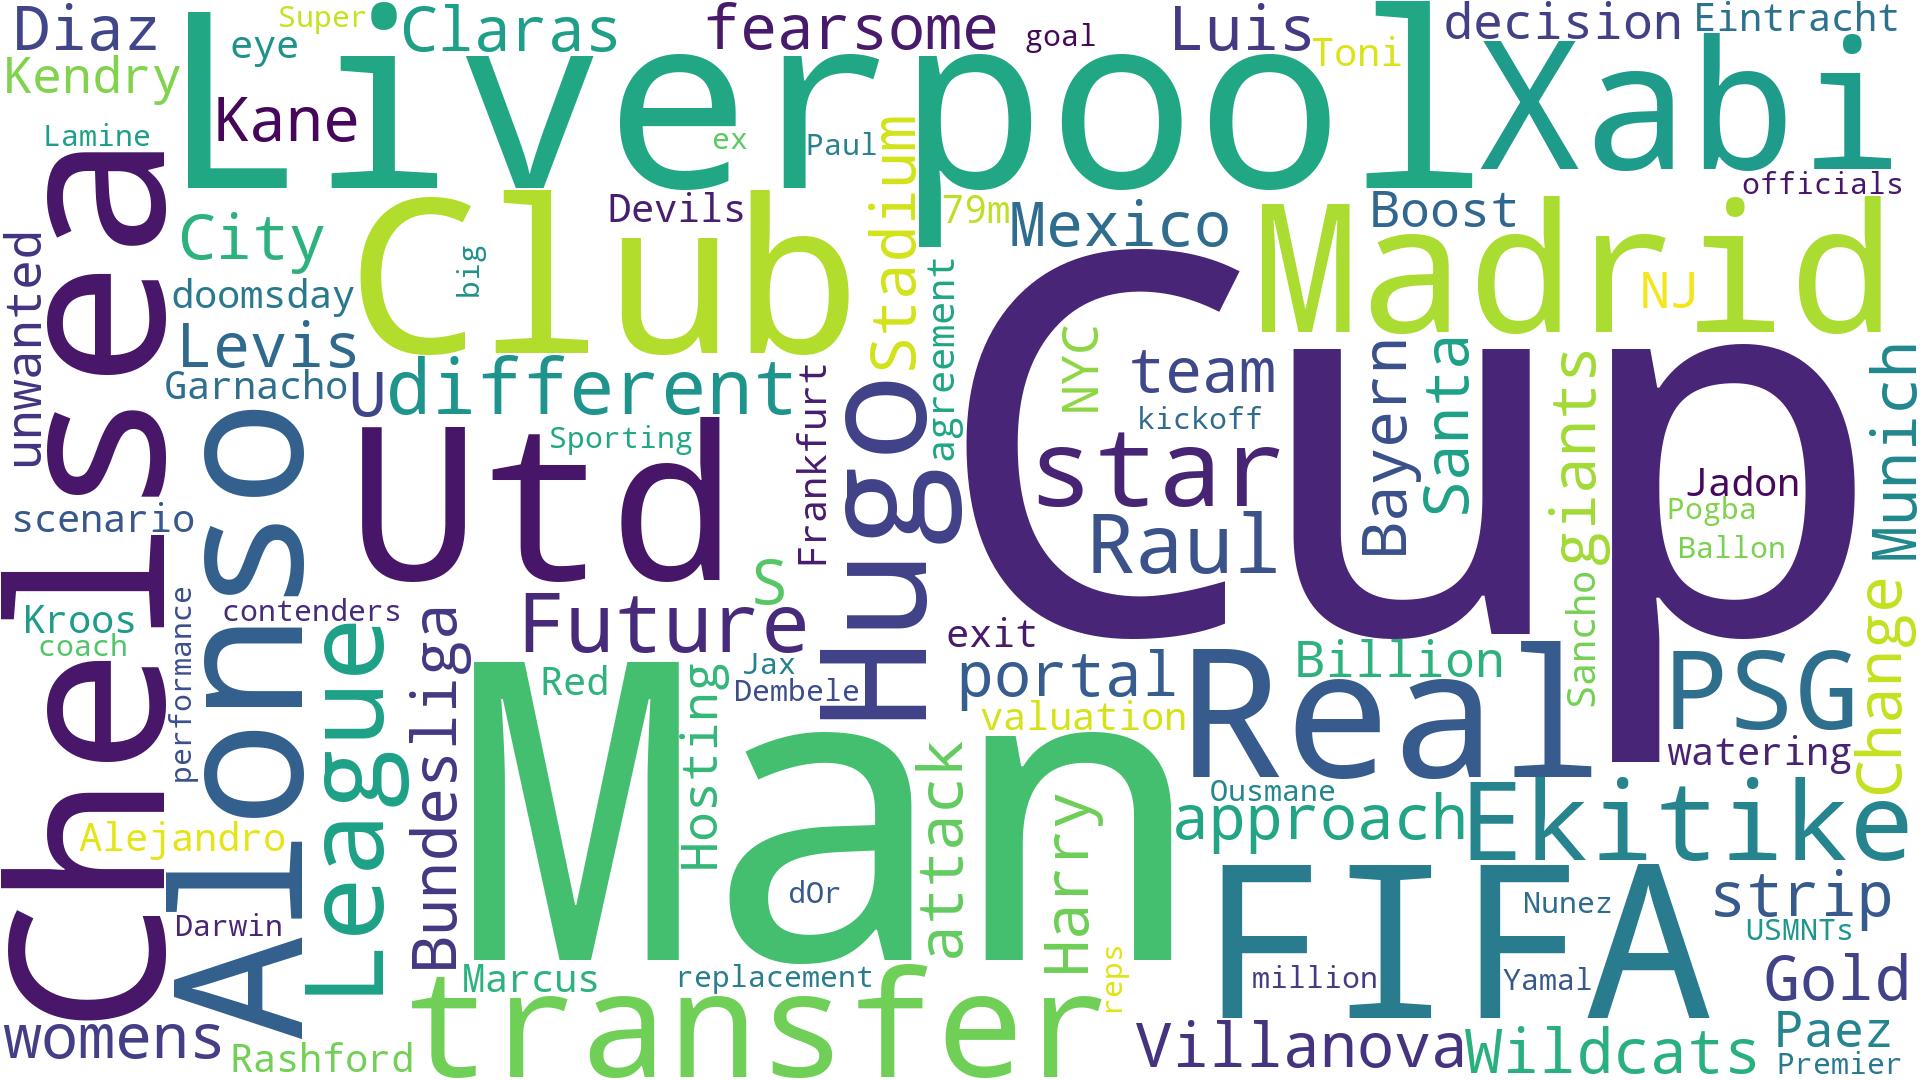 Diaz
Super
eye
Claras
fearsome
goal
Luis
Toni
decision
Eintracht
Kendry
Liverpool
Xabi
Kane
Lamine
ex
Paul
officials
Chelsea
City
Club
Devils
Stadium
79m
Mexico
Boost
Madrid
NJ
unwanted
big
doomsday
agreement
Cup
Levis
Garnacho
U
different
NYC
team
kickoff
Bayern
Santa
giants
Munich
Alonso
Utd
Sporting
Frankfurt
Hugo
star
Raul
Jadon
Pogba
Ballon
scenario
S
Kroos
coach
performance
contenders
Future
exit
Sancho
League
Bundesliga
Man
Red
Hosting
Jax
Dembele
portal
valuation
Billion
Real
PSG
watering
change
Alejandro
dOr
attack
Harry
Ousmane
approach
Ekitike
Darwin
FIFA
Nunez
strip
USMNTs
womens
Rashford
Marcus
replacement
transfer
reps
million
Yamal
Gold
Villanova
Wildcats
Paez
Premier